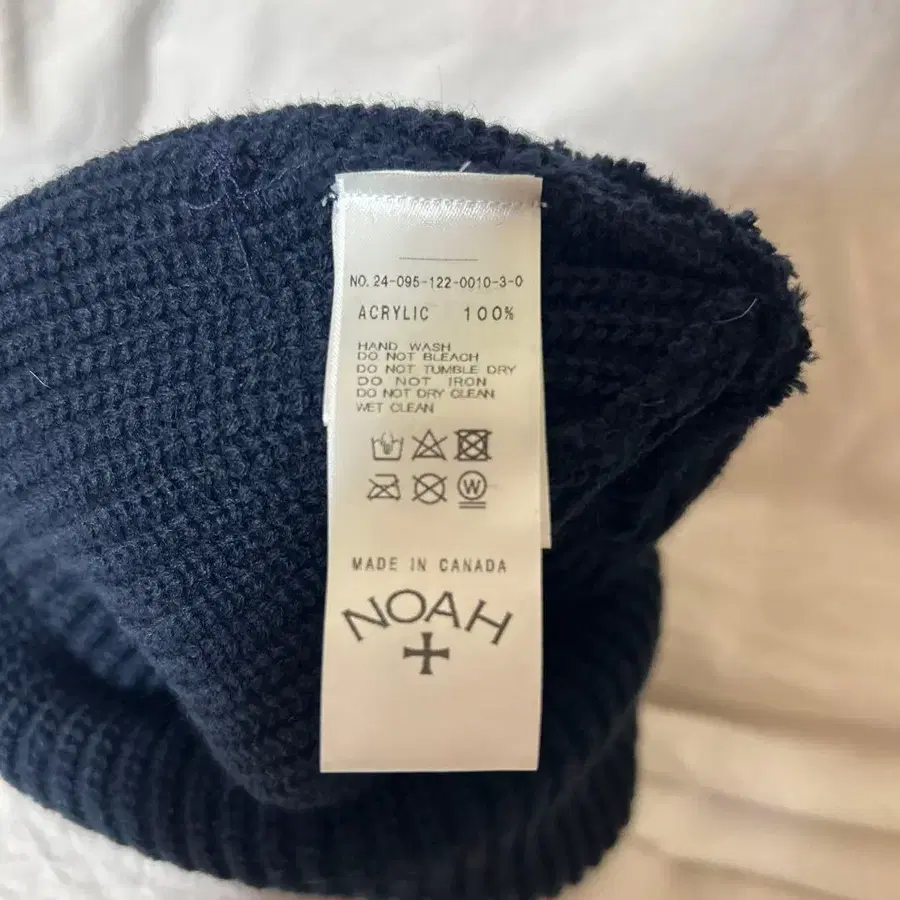 NO. 24-095-122-0010-3-0
ACRYLIC 100%
HAND WASH
DO NOT BLEACH
DO NOT TUMBLE DRY
DO NOT IRON
DO NOT DRY CLEAN
WET CLEAN
W
MADE IN CANADA
NOAH